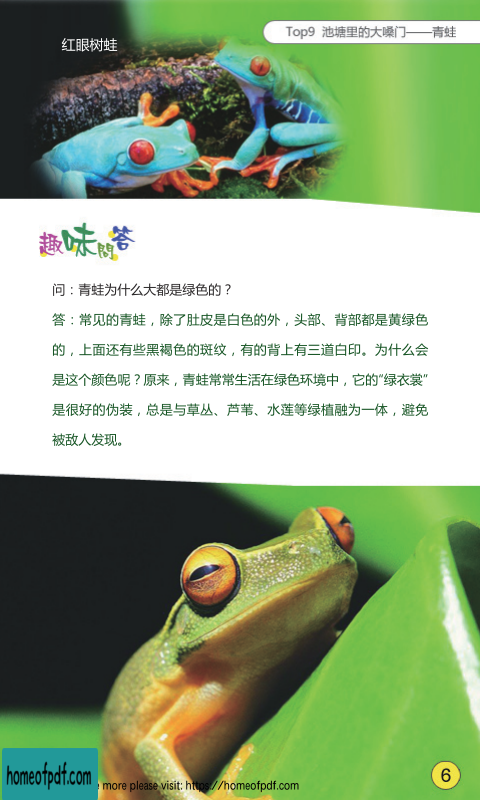 Top9 池塘里的大嗓门——青蛙
红眼树蛙
趣味問答
问：青蛙为什么大都是绿色的？
答：常见的青蛙，除了肚皮是白色的外，头部、背部都是黄绿色
的，上面还有些黑褐色的斑纹，有的背上有三道白印。为什么会
是这个颜色呢？原来，青蛙常常生活在绿色环境中，它的“绿衣裳”
是很好的伪装，总是与草丛、芦苇、水莲等绿植融为一体，避免
被敌人发现。
6
homeofpdf.com
more please visit: https://homeofpdf.com